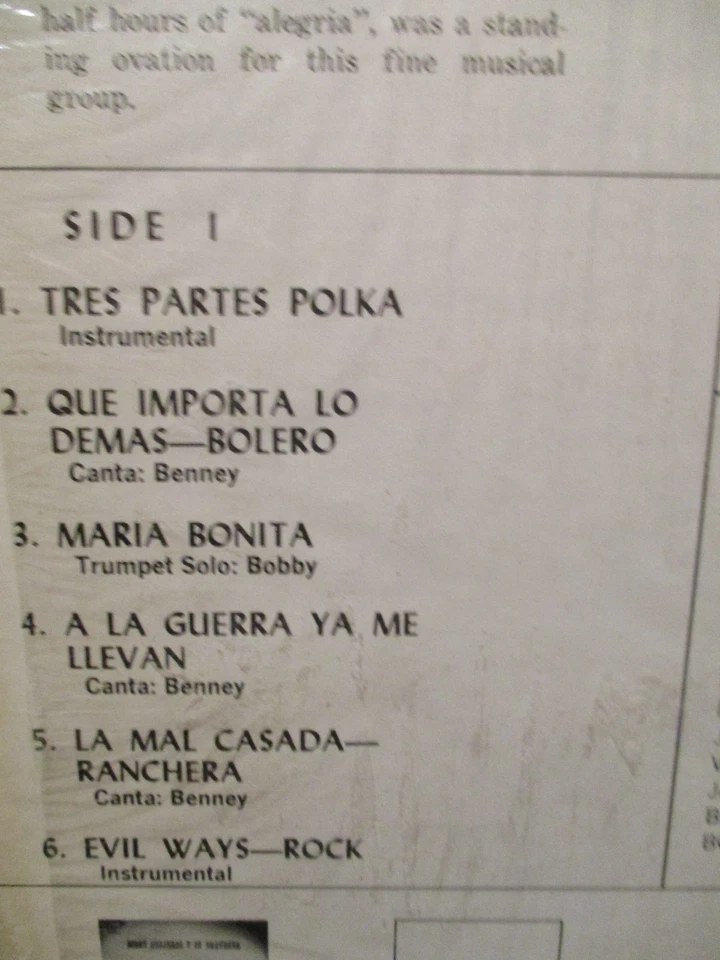 half hours of "alegria", was a stand-
ing ovation for this fine musical
group.
SIDE 1
1. TRES PARTES POLKA
Instrumental
2. QUE IMPORTA LO
DEMAS—BOLERO
Canta: Benney
3. MARIA BONITA
Trumpet Solo: Bobby
4. A LA GUERRA YA ME
LLEVAN
Canta: Benney
5. LA MAL CASADA—
RANCHERA
Canta: Benney
6. EVIL WAYS—ROCK
Instrumental